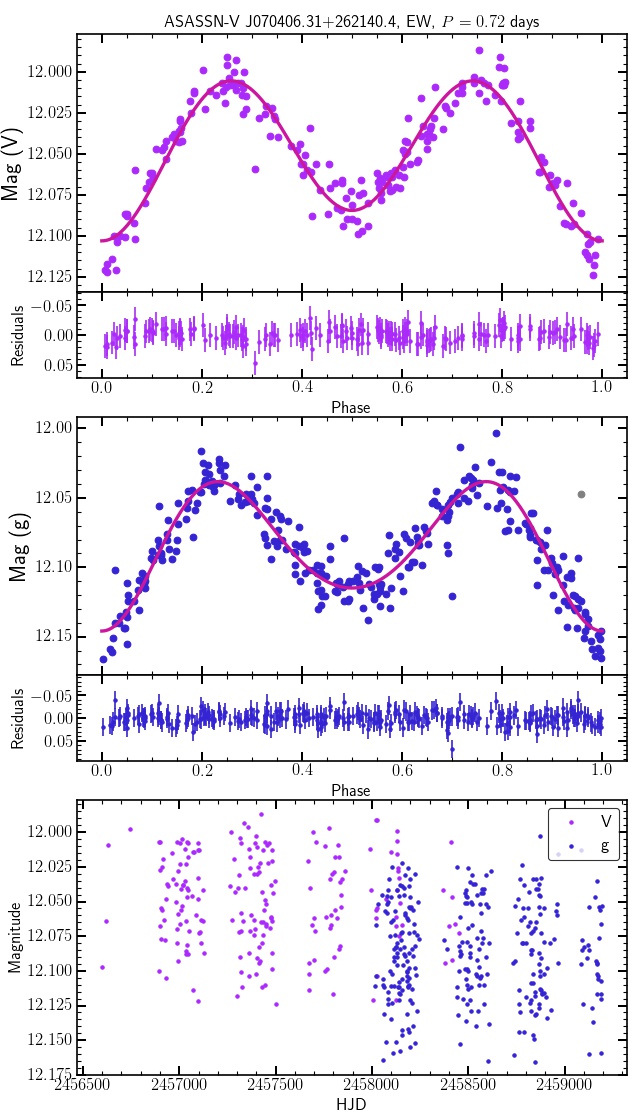 ASASSN-V J070406.31+262140.4, EW, P = 0.72 days
12.000
12.025
12.050
12.075
12.100
12.125
Mag (V)
−0.05
0.00
0.05
Residuals
0.0 0.2 0.4 0.6 0.8 1.0
Phase
12.00
12.05
12.10
12.15
Mag (g)
−0.05
0.00
0.05
Residuals
0.0 0.2 0.4 0.6 0.8 1.0
Phase
V
g
12.000
12.025
12.050
12.075
12.100
12.125
12.150
12.175
Magnitude
2456500 2457000 2457500 2458000 2458500 2459000
HJD